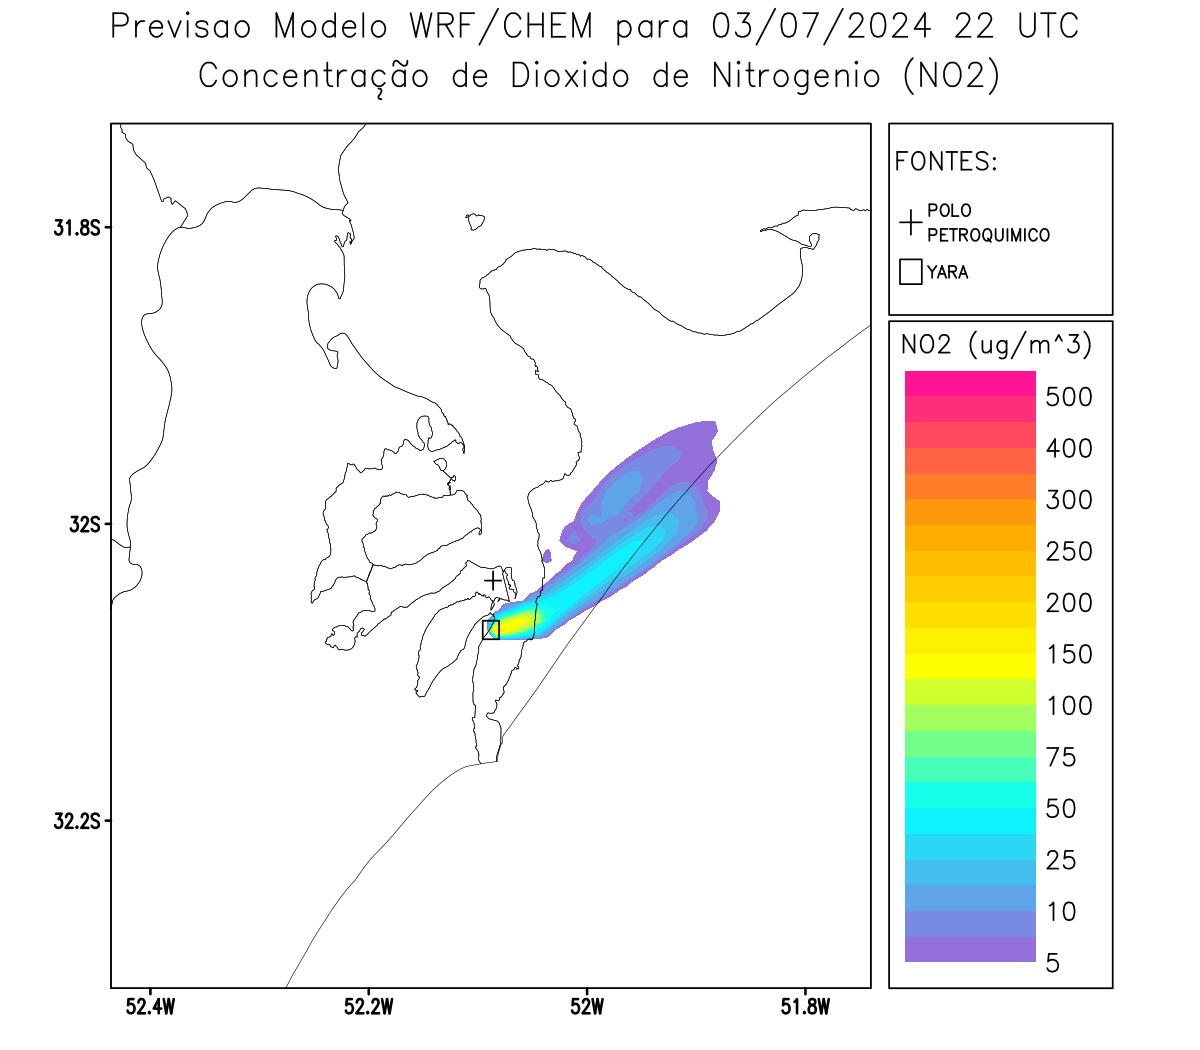 Previsao Modelo WRF/CHEM para 03/07/2024 22 UTC
Concentração de Dioxido de Nitrogenio (NO2)
FONTES:
POLO
PETROQUIMICO
YARA
NO2 (ug/m^3)
500
400
300
250
200
150
100
75
50
25
10
5
31.8S
32S
32.2S
52.4W
52.2W
52W
51.8W